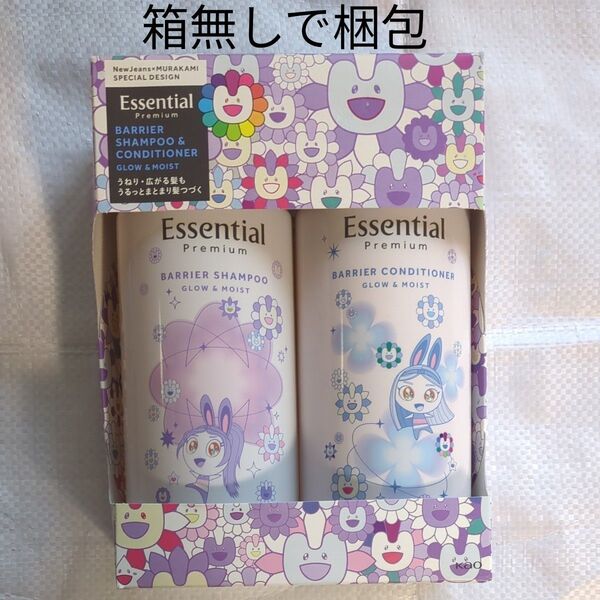 箱無しで梱包
NewJeans×MURAKAMI
SPECIAL DESIGN
Essential
Premium
BARRIER
SHAMPOO &
CONDITIONER
GLOW & MOIST
うねり・広がる髪も
うるっとまとまり髪つづく
Essential
Premium
BARRIER SHAMPOO
GLOW & MOIST
Essential
Premium
BARRIER CONDITIONER
GLOW & MOIST
Kao